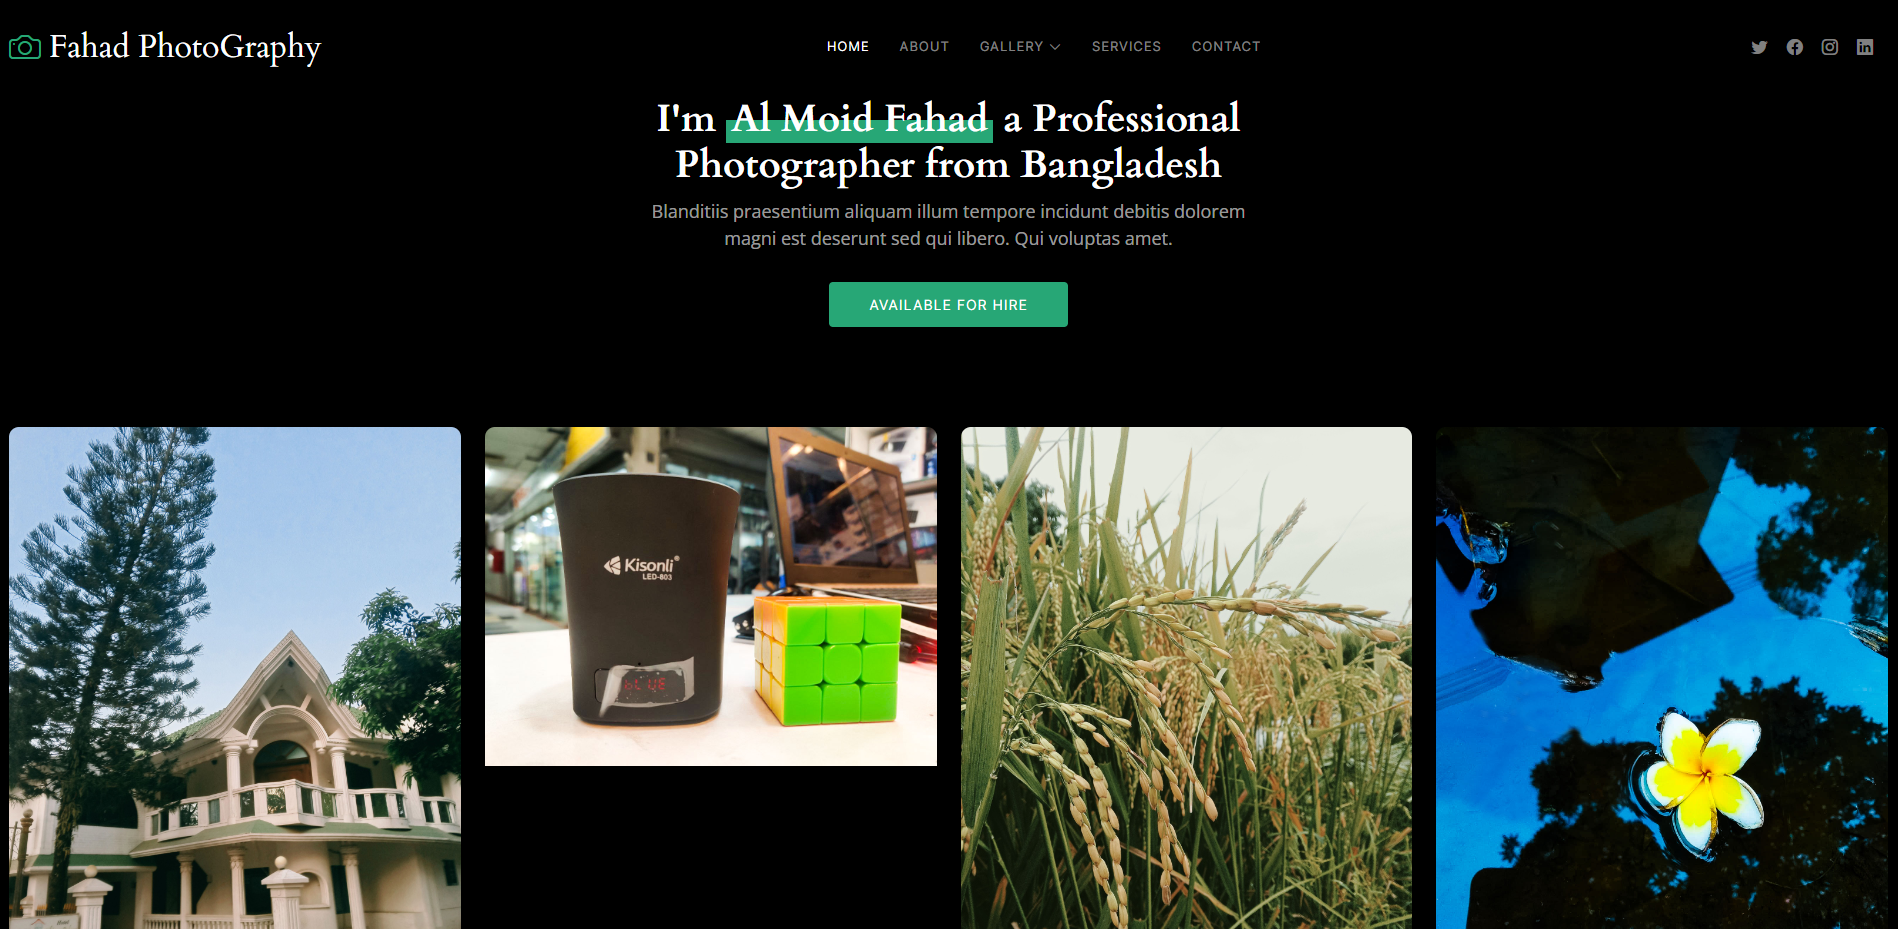 Fahad PhotoGraphy
HOME ABOUT GALLERY SERVICES CONTACT
I'm Al Moid Fahad a Professional
Photographer from Bangladesh
Blanditiis praesentium aliquam illum tempore incidunt debitis dolorem
magni est deserunt sed qui libero. Qui voluptas amet.
AVAILABLE FOR HIRE
Kisonli®
LED-803